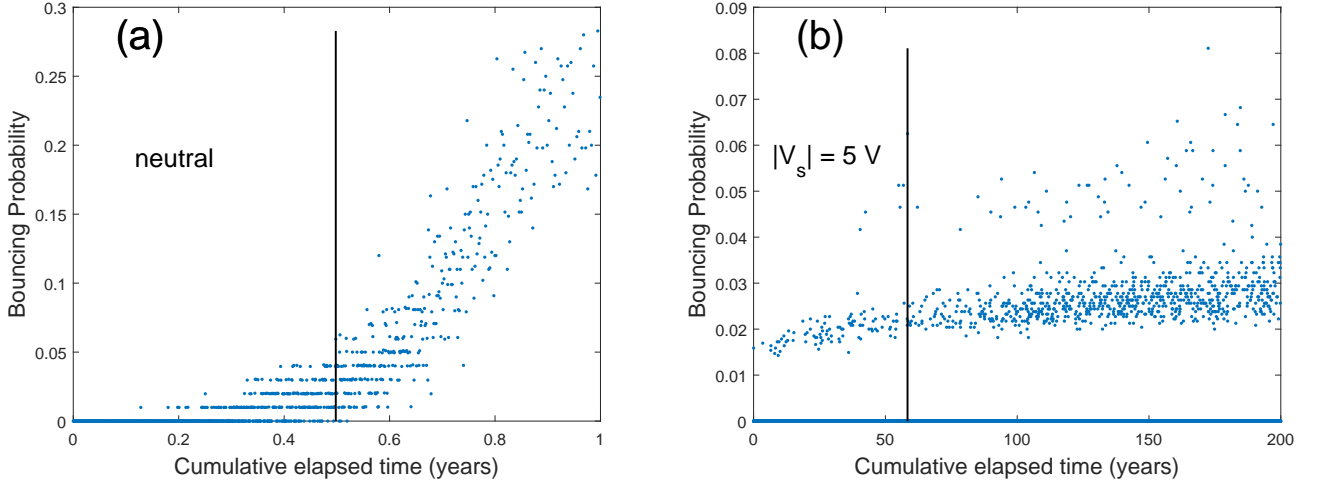 (a)
neutral
Bouncing Probability
0.3
0.25
0.2
0.15
0.1
0.05
0
0 0.2 0.4 0.6 0.8 1
Cumulative elapsed time (years)
(b)
|Vs| = 5 V
Bouncing Probability
0.09
0.08
0.07
0.06
0.05
0.04
0.03
0.02
0.01
0
0 50 100 150 200
Cumulative elapsed time (years)